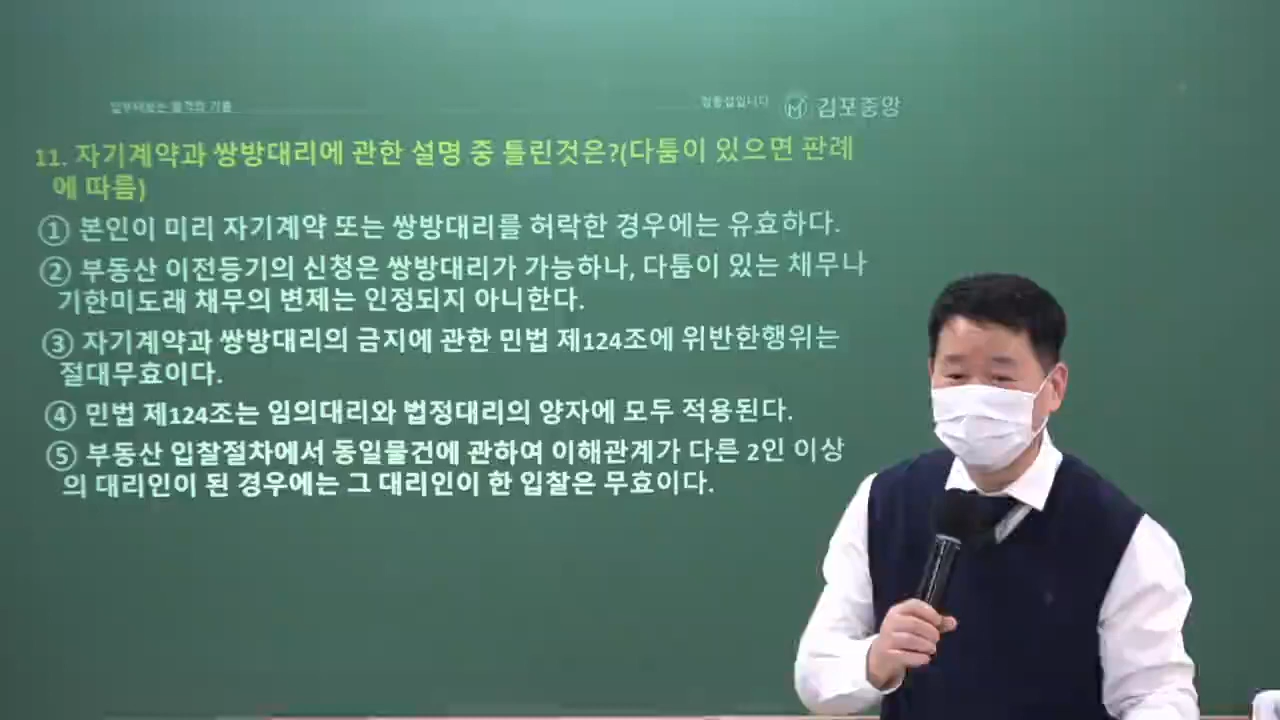 정동섭입니다 김포중앙
11. 자기계약과 쌍방대리에 관한 설명 중 틀린것은?(다툼이 있으면 판례
에 따름)
① 본인이 미리 자기계약 또는 쌍방대리를 허락한 경우에는 유효하다.
② 부동산 이전등기의 신청은 쌍방대리가 가능하나, 다툼이 있는 채무나
기한미도래 채무의 변제는 인정되지 아니한다.
③ 자기계약과 쌍방대리의 금지에 관한 민법 제124조에 위반한행위는
절대무효이다.
④ 민법 제124조는 임의대리와 법정대리의 양자에 모두 적용된다.
⑤ 부동산 입찰절차에서 동일물건에 관하여 이해관계가 다른 2인 이상
의 대리인이 된 경우에는 그 대리인이 한 입찰은 무효이다.